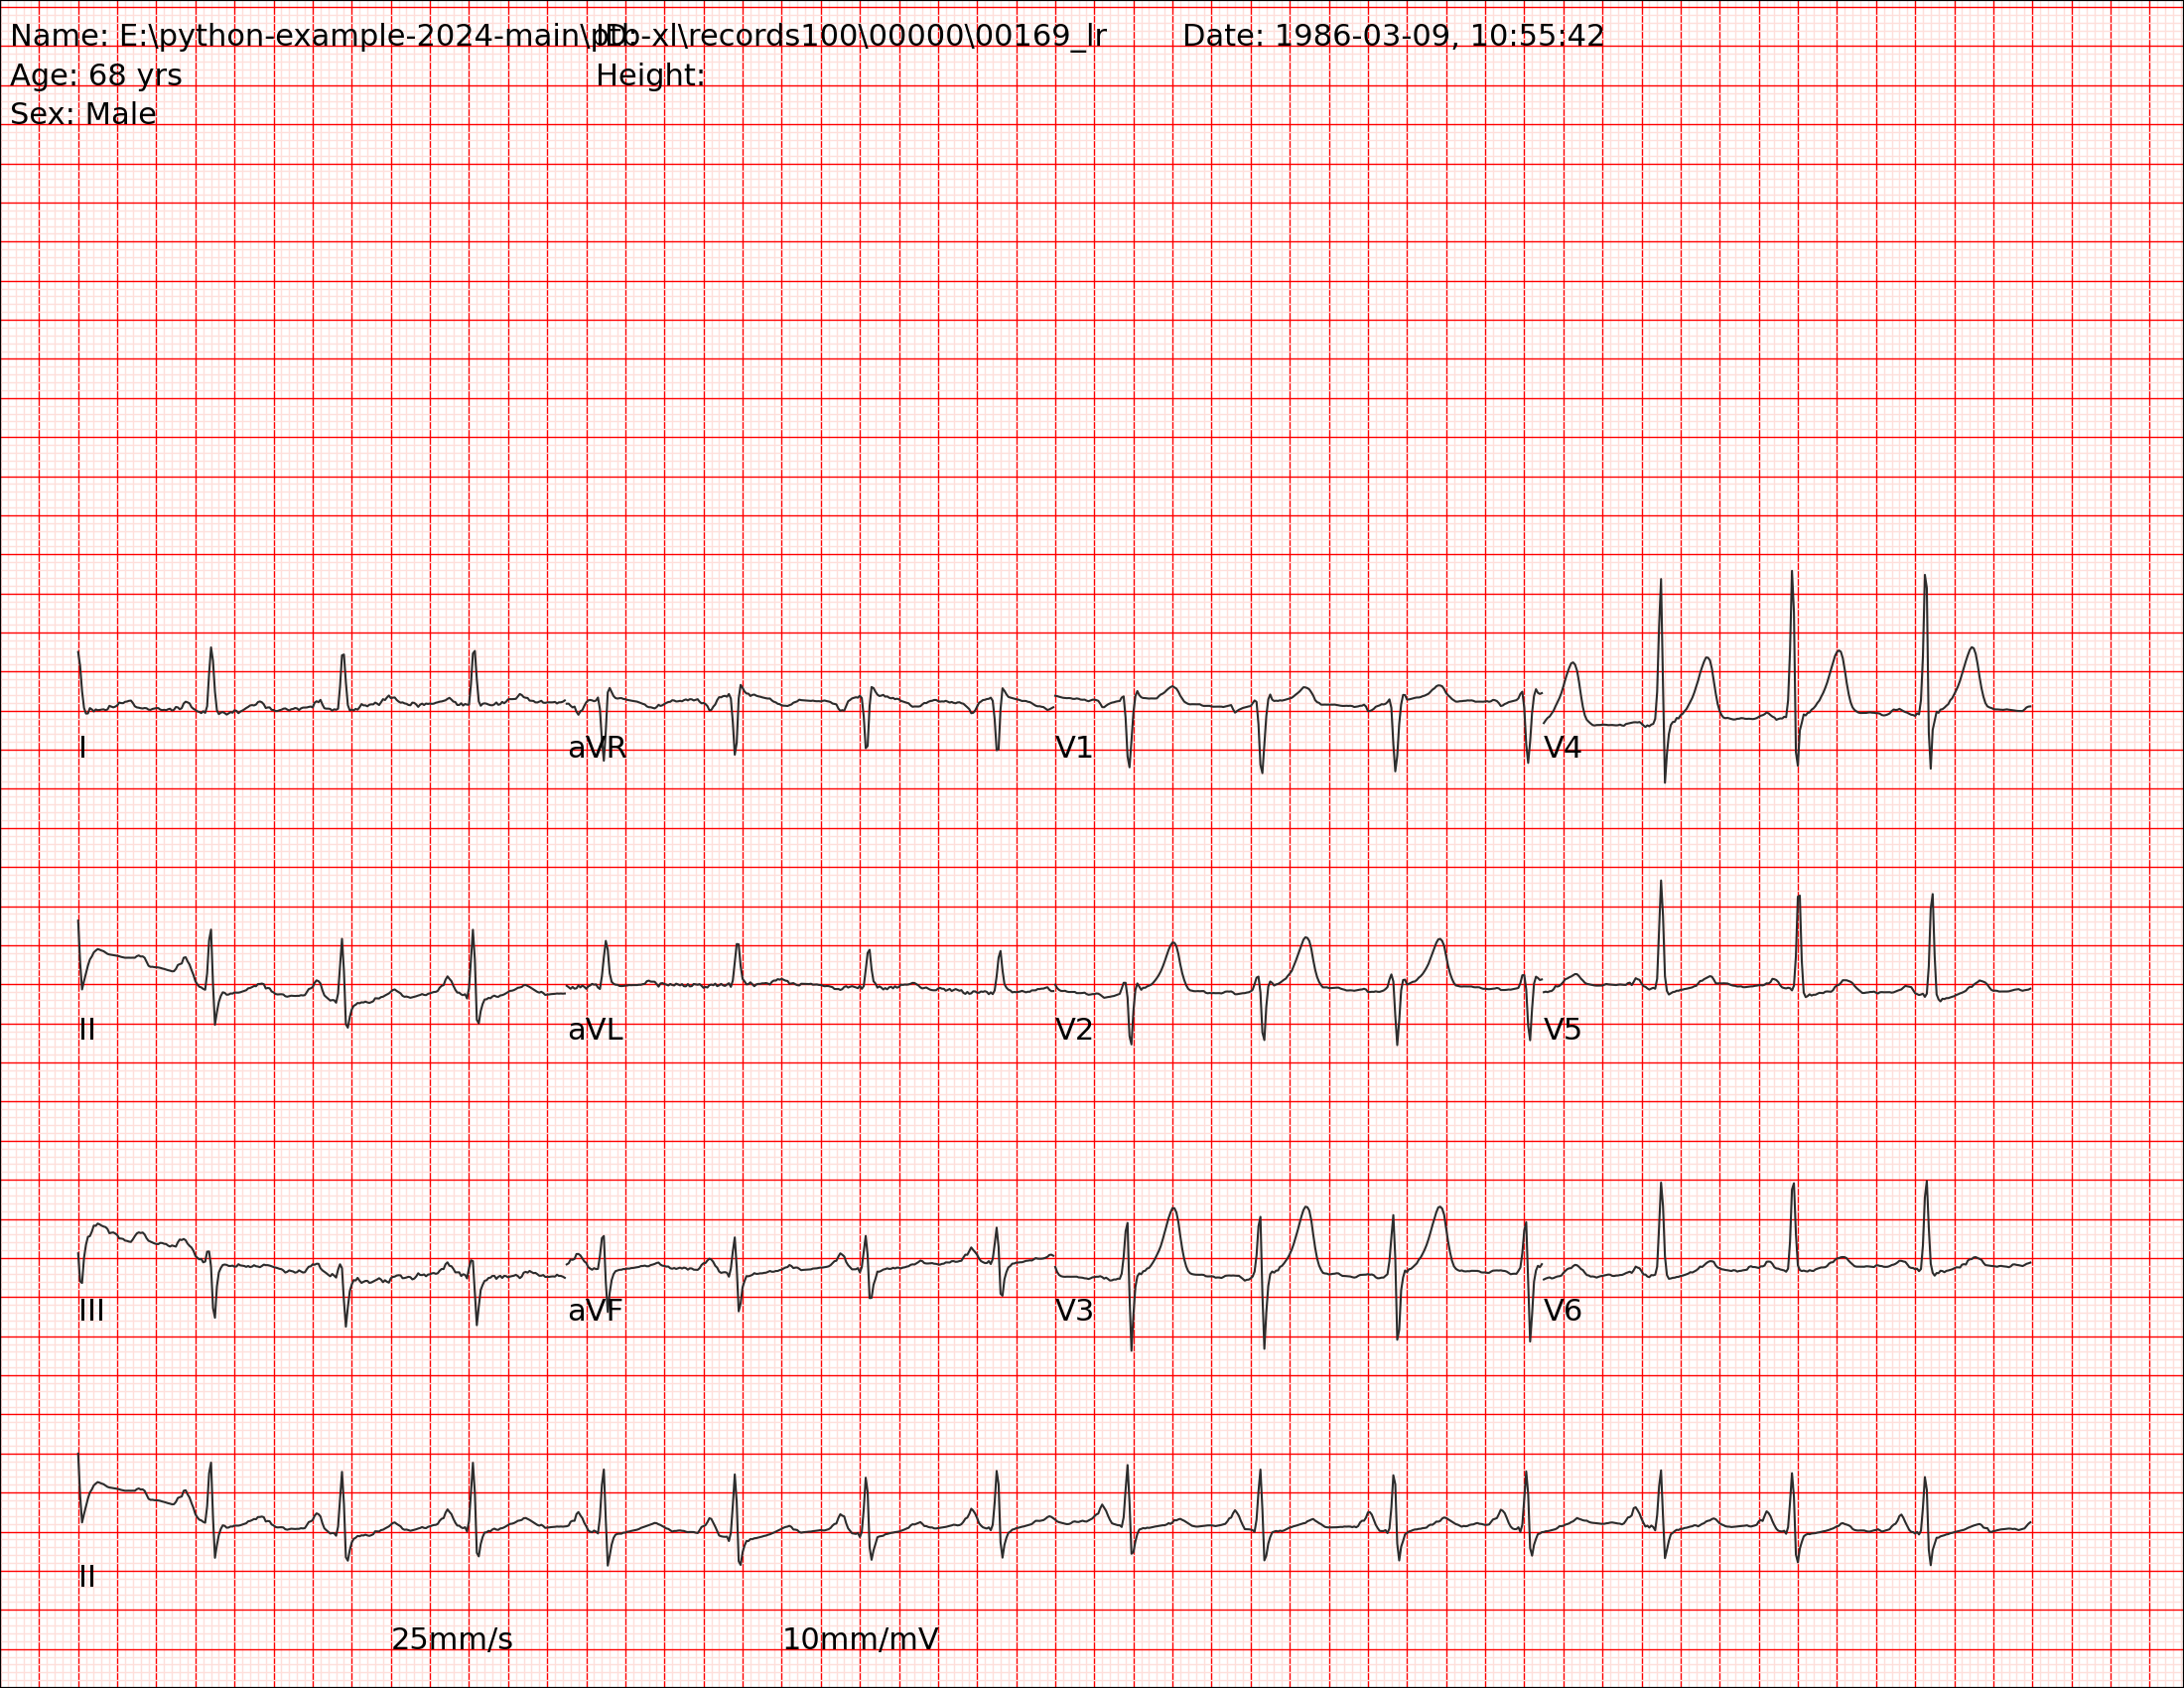 Name: E:\python-example-2024-main\ptb-xl\records100\00000\00169_lr ID: Date: 1986-03-09, 10:55:42
Age: 68 yrs Height:
Sex: Male
I aVR V1 V4
II aVL V2 V5
III aVF V3 V6
II
25mm/s 10mm/mV